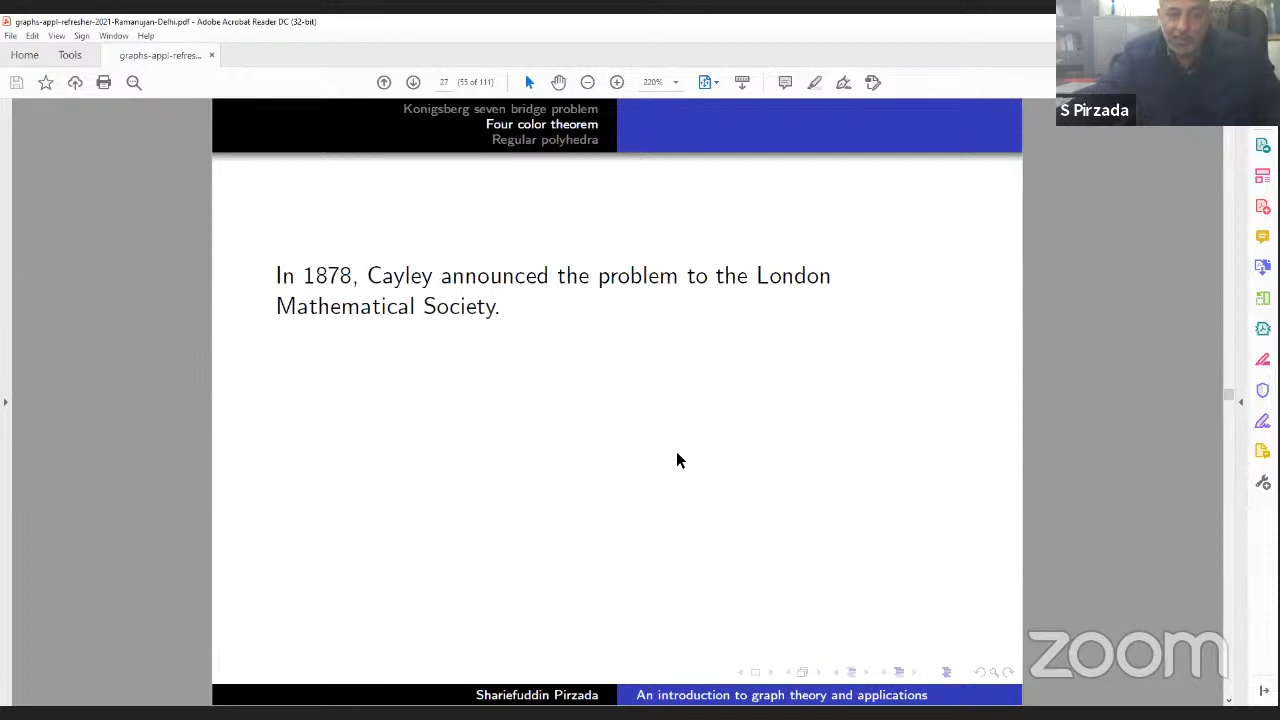 graphs-appl-refresher-2021-Ramanujan-Delhi.pdf - Adobe Acrobat Reader DC (32-bit)
File Edit View Sign Window Help
Home Tools graphs-appl-refres... ×
27 (55 of 111) 220%
S Pirzada
Konigsberg seven bridge problem
Four color theorem
Regular polyhedra
In 1878, Cayley announced the problem to the London
Mathematical Society.
zoom
Shariefuddin Pirzada An introduction to graph theory and applications